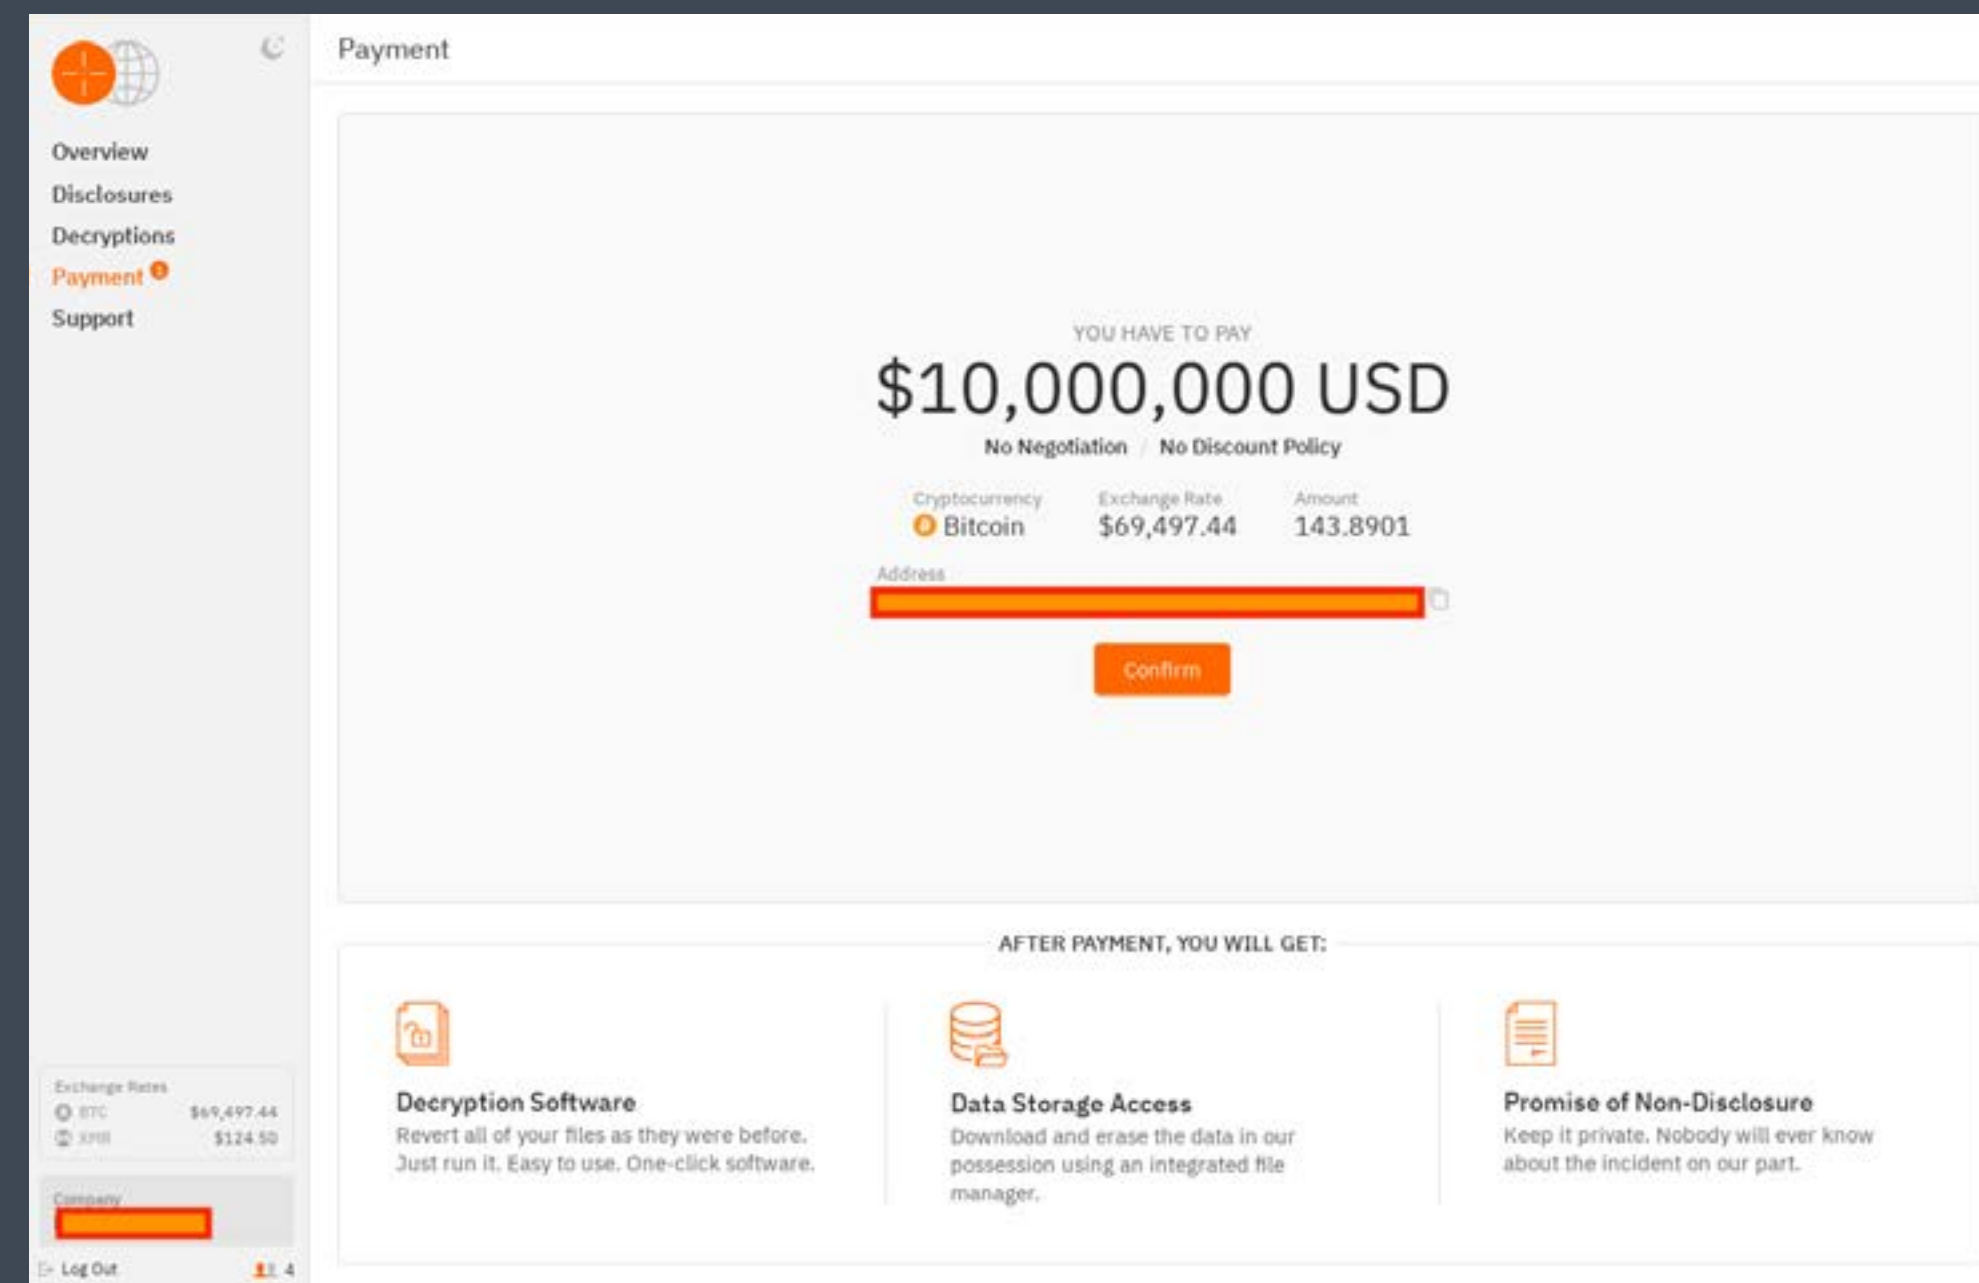 Payment
Overview
Disclosures
Decryptions
Payment
Support
YOU HAVE TO PAY
$10,000,000 USD
No Negotiation / No Discount Policy
Cryptocurrency Exchange Rate Amount
Bitcoin $69,497.44 143.8901
Address
Confirm
AFTER PAYMENT, YOU WILL GET:
Decryption Software
Revert all of your files as they were before.
Just run it. Easy to use. One-click software.
Data Storage Access
Download and erase the data in our
possession using an integrated file
manager.
Promise of Non-Disclosure
Keep it private. Nobody will ever know
about the incident on our part.
Exchange Rates
BTC $69,497.44
XMR $124.50
Company
Log Out 4